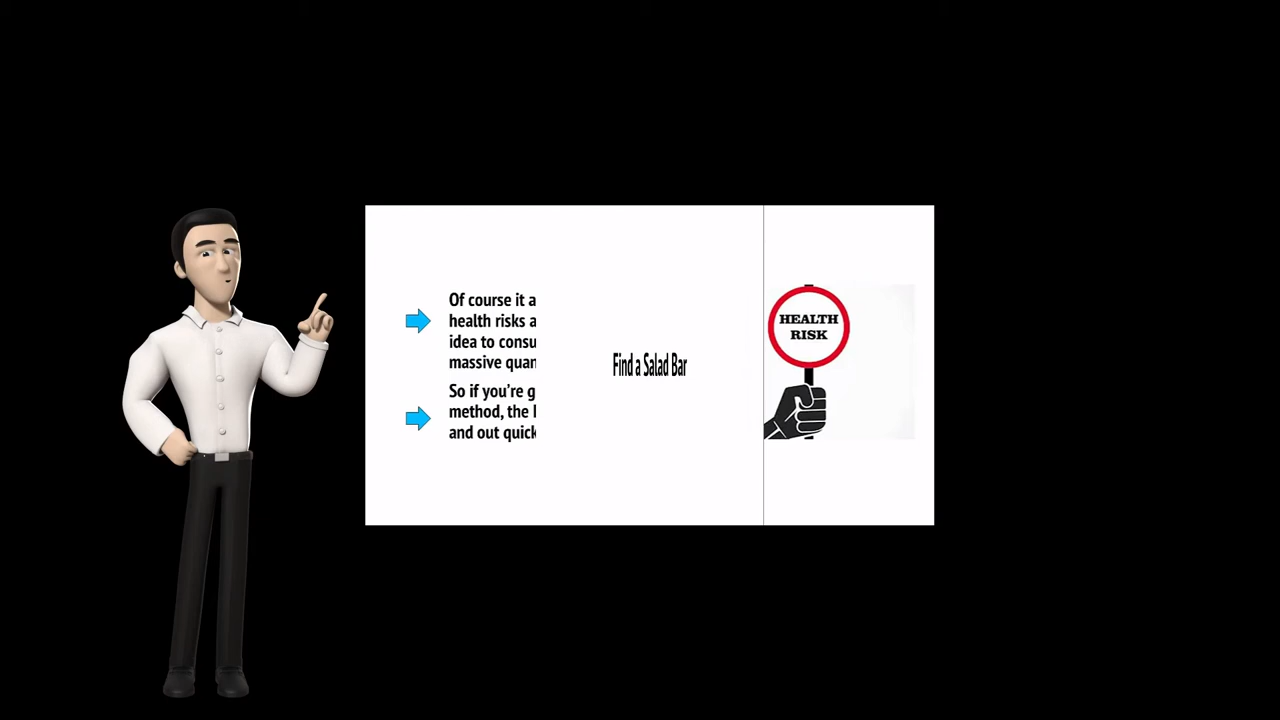 Of course it a
health risks a
idea to consu
massive quan
So if you're g
method, the
and out quick
Find a Salad Bar
HEALTH
RISK